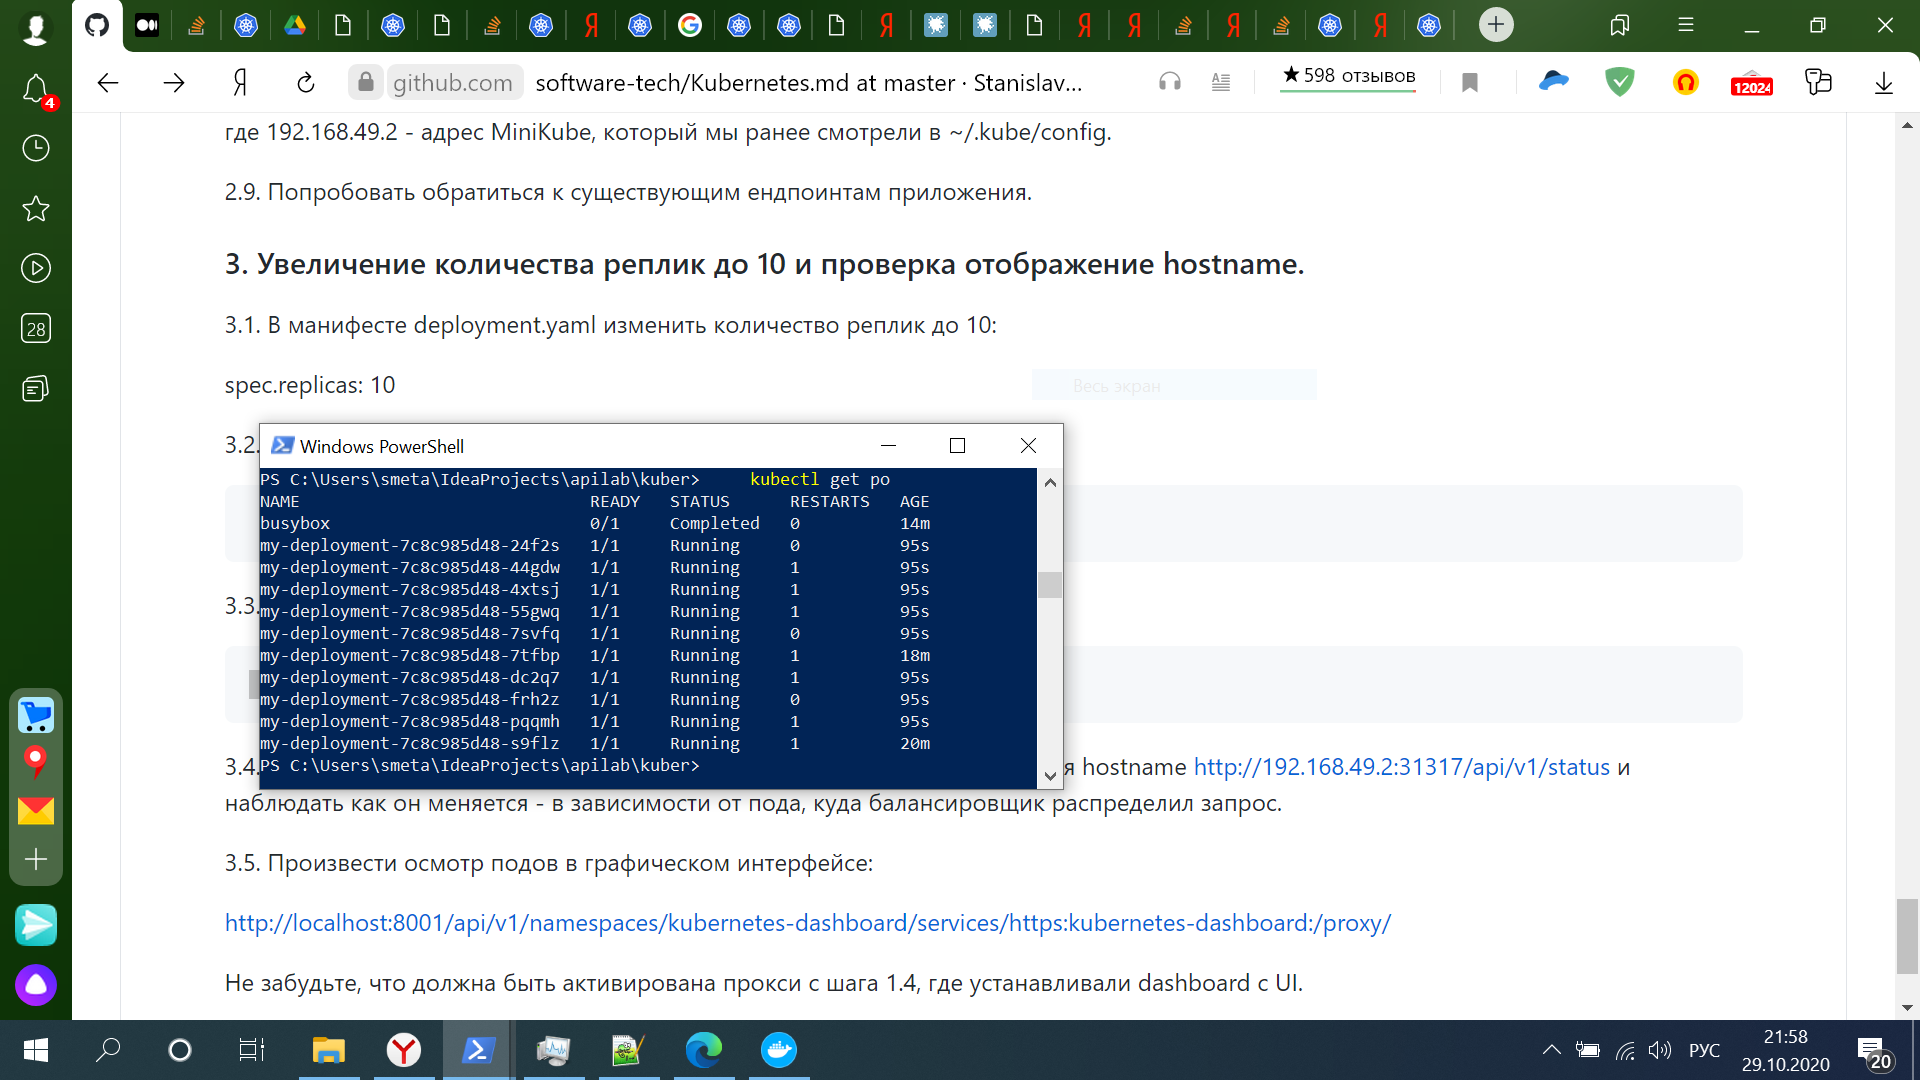 github.com software-tech/Kubernetes.md at master · Stanislav...
★598 отзывов
12024
4
28
где 192.168.49.2 - адрес MiniKube, который мы ранее смотрели в ~/.kube/config.
2.9. Попробовать обратиться к существующим ендпоинтам приложения.
3. Увеличение количества реплик до 10 и проверка отображение hostname.
3.1. В манифесте deployment.yaml изменить количество реплик до 10:
spec.replicas: 10
Весь экран
3.2.
Windows PowerShell
PS C:\Users\smeta\IdeaProjects\apilab\kuber> kubectl get po
NAME READY STATUS RESTARTS AGE
busybox 0/1 Completed 0 14m
my-deployment-7c8c985d48-24f2s 1/1 Running 0 95s
my-deployment-7c8c985d48-44gdw 1/1 Running 1 95s
my-deployment-7c8c985d48-4xtsj 1/1 Running 1 95s
my-deployment-7c8c985d48-55gwq 1/1 Running 1 95s
my-deployment-7c8c985d48-7svfq 1/1 Running 0 95s
my-deployment-7c8c985d48-7tfbp 1/1 Running 1 18m
my-deployment-7c8c985d48-dc2q7 1/1 Running 1 95s
my-deployment-7c8c985d48-frh2z 1/1 Running 0 95s
my-deployment-7c8c985d48-pqqmh 1/1 Running 1 95s
my-deployment-7c8c985d48-s9flz 1/1 Running 1 20m
PS C:\Users\smeta\IdeaProjects\apilab\kuber>
3.3.
3.4. я hostname http://192.168.49.2:31317/api/v1/status и
наблюдать как он меняется - в зависимости от пода, куда балансировщик распределил запрос.
3.5. Произвести осмотр подов в графическом интерфейсе:
http://localhost:8001/api/v1/namespaces/kubernetes-dashboard/services/https:kubernetes-dashboard:/proxy/
Не забудьте, что должна быть активирована прокси с шага 1.4, где устанавливали dashboard с UI.
РУС
21:58
29.10.2020
20